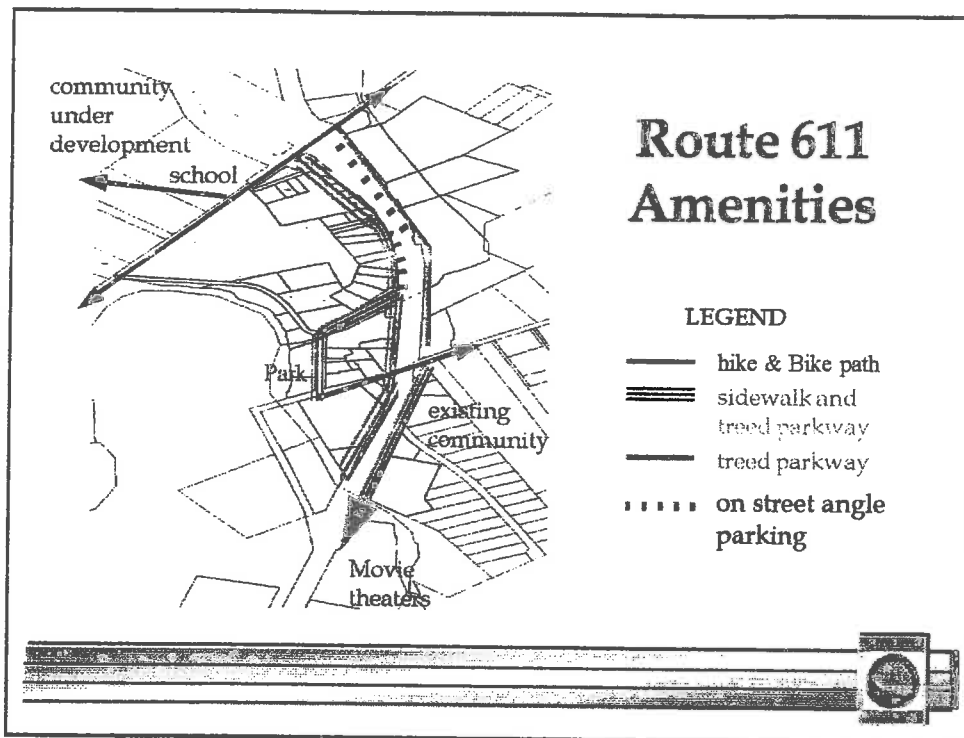 community
under
development
school
Park
existing
community
Movie
theaters
Route 611
Amenities
LEGEND
hike & Bike path
sidewalk and
treed parkway
treed parkway
on street angle
parking